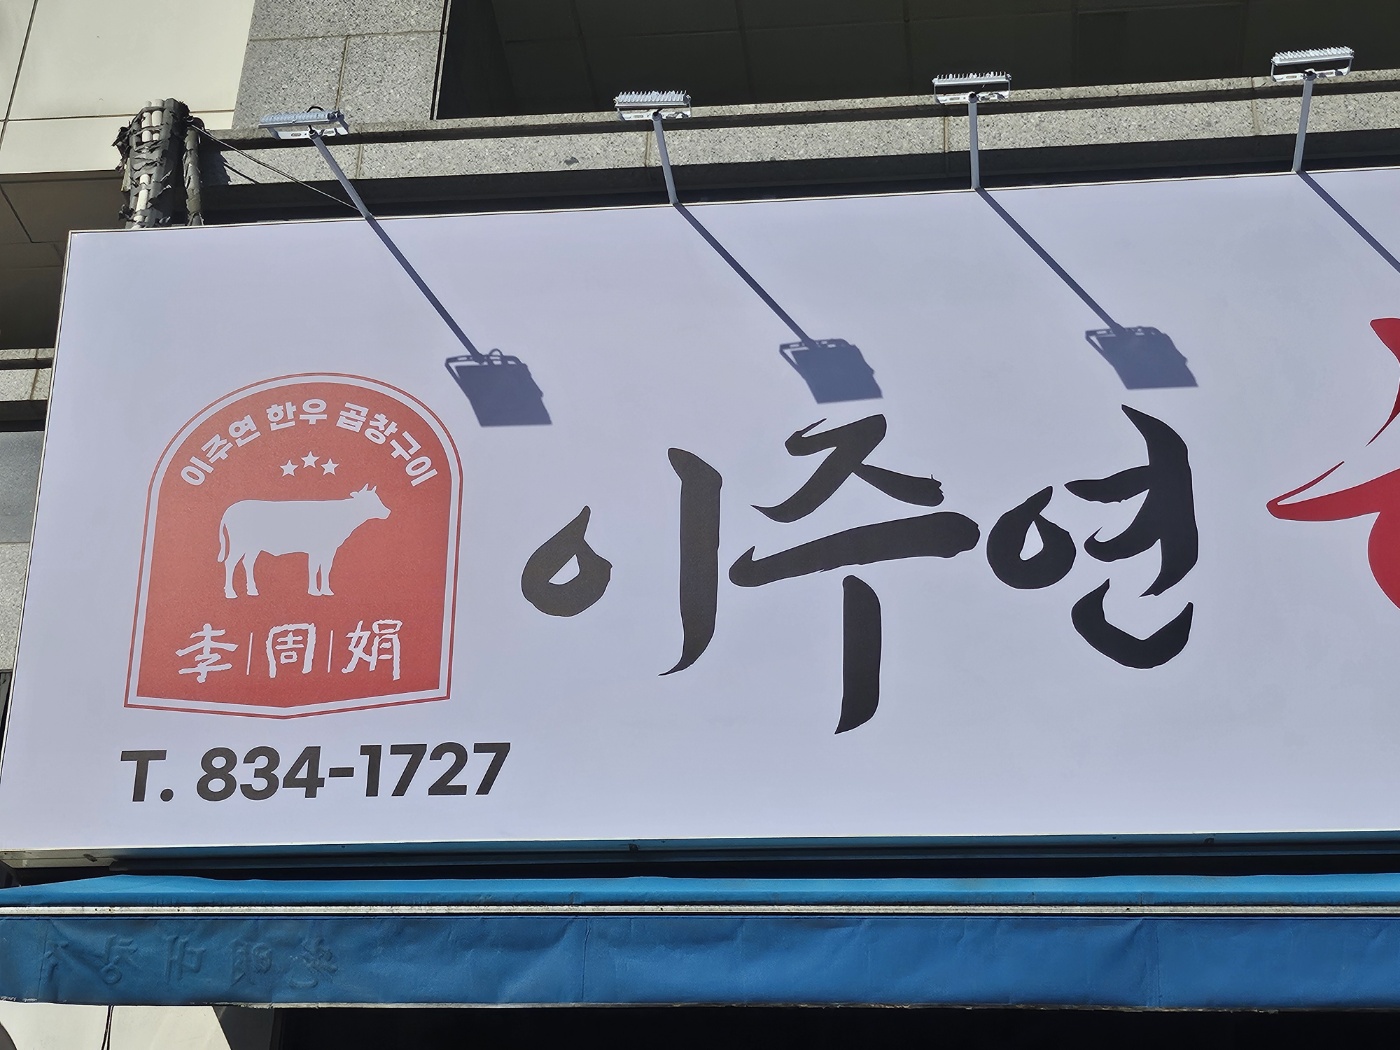 이주연 한우 곱창구이
李|周|娟
T. 834-1727
이주연